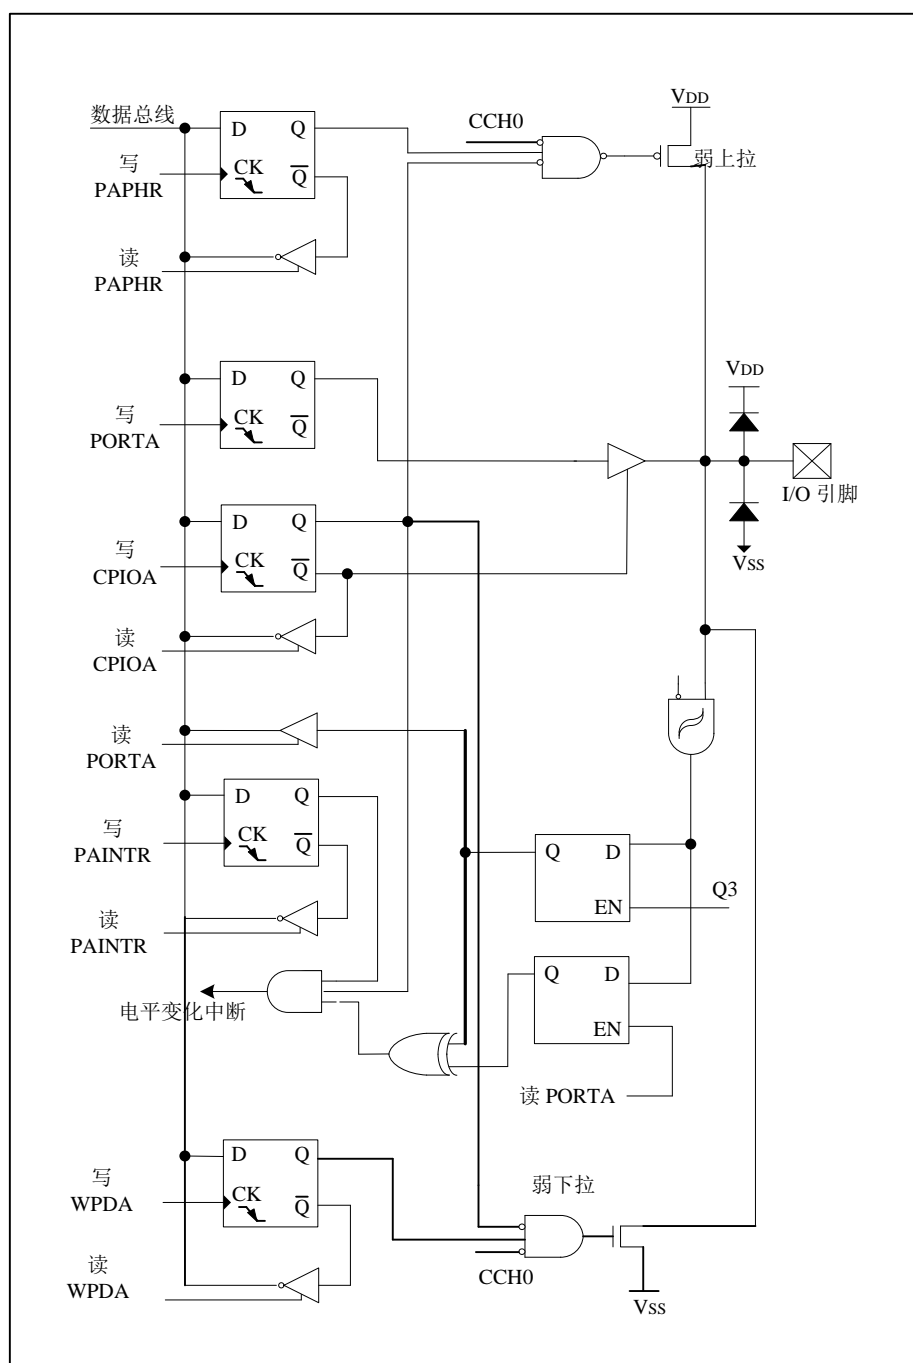 VDD
数据总线
D
Q
CCH0
写
PAPHR
CK
Q
弱上拉
读
PAPHR
D
Q
VDD
写
PORTA
CK
Q
I/O 引脚
D
Q
写
CPIOA
CK
Q
VSS
读
CPIOA
读
PORTA
D
Q
写
PAINTR
CK
Q
Q
D
Q3
EN
读
PAINTR
Q
D
电平变化中断
EN
读 PORTA
D
Q
写
WPDA
CK
Q
弱下拉
读
WPDA
CCH0
VSS